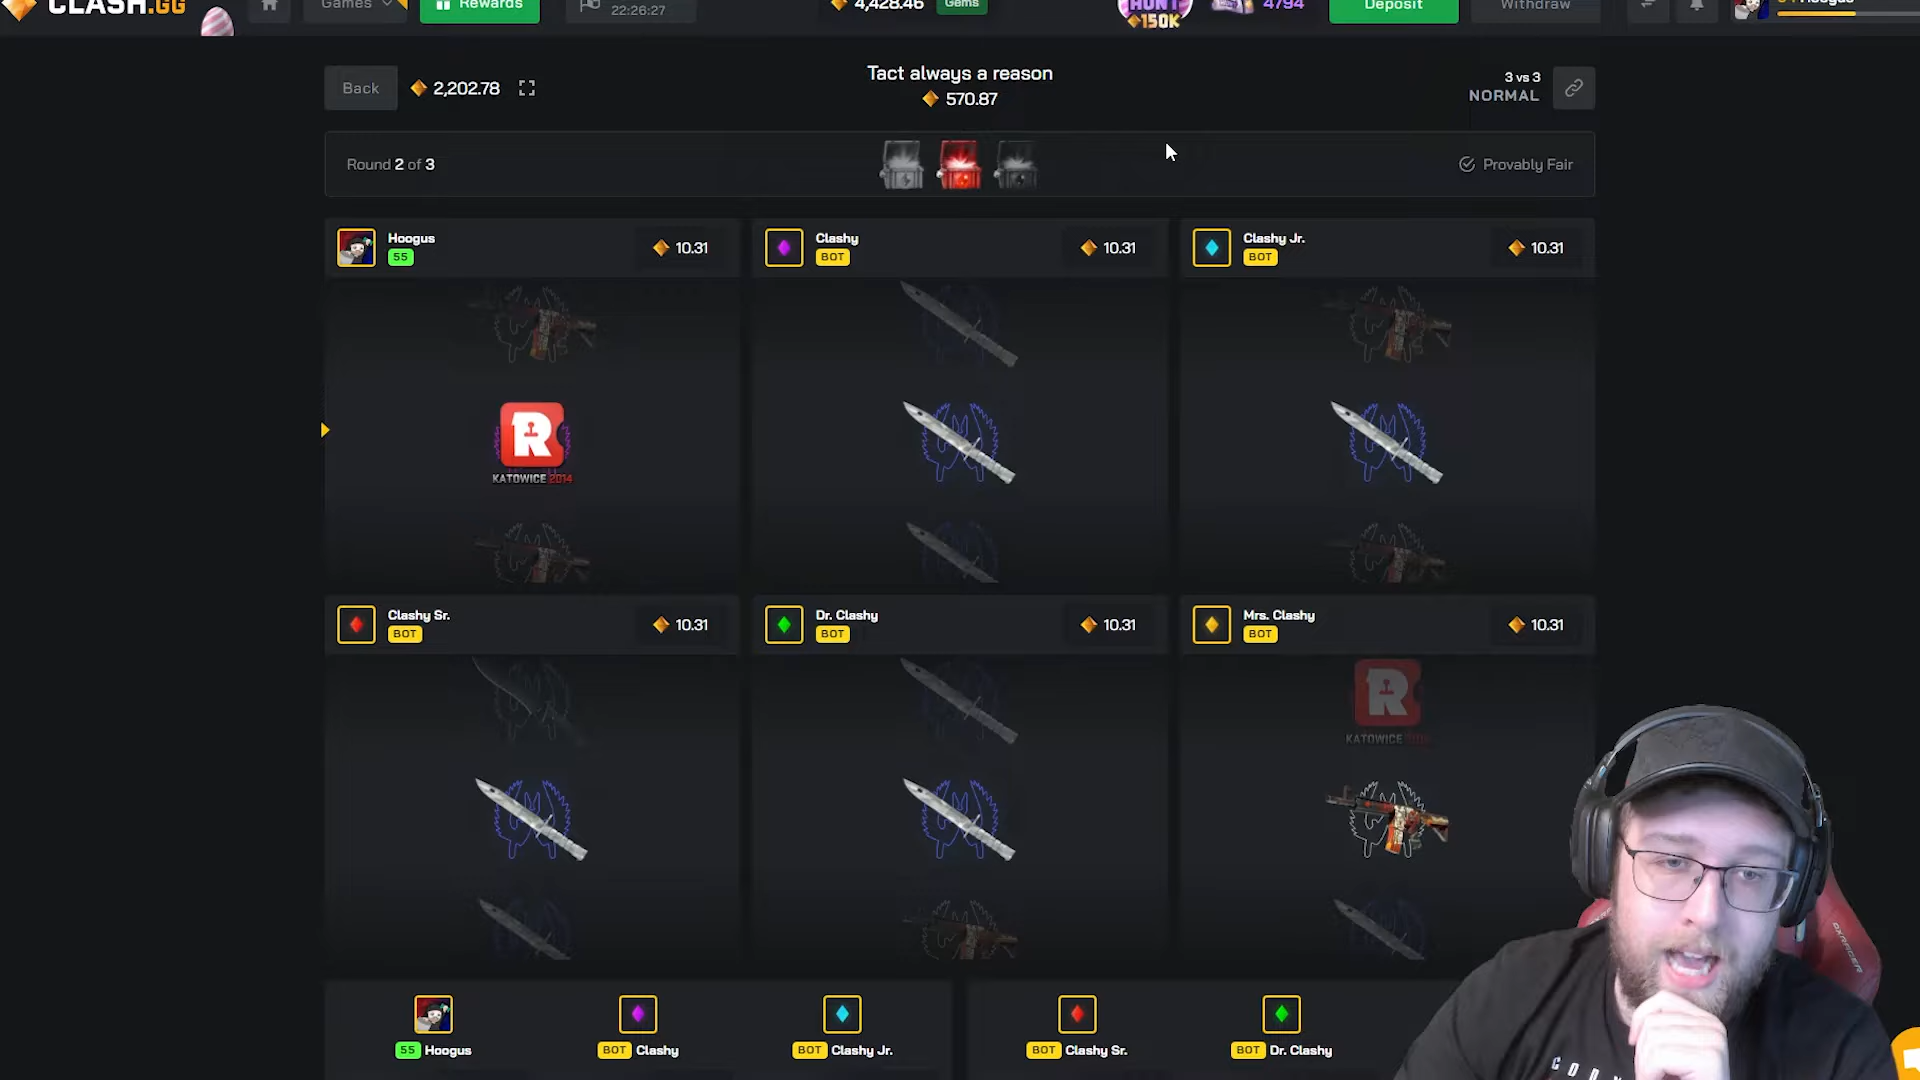 CLASH.GG
Games
Rewards
22:26:27
4,428.46
Gems
HUNT
150K
4794
Deposit
Withdraw
Back
2,202.78
Tact always a reason
570.87
3 vs 3
NORMAL
Round 2 of 3
Provably Fair
Hoogus
55
10.31
Clashy
BOT
10.31
Clashy Jr.
BOT
10.31
KATOWICE 2014
Clashy Sr.
BOT
10.31
Dr. Clashy
BOT
10.31
Mrs. Clashy
BOT
10.31
KATOWICE
DXRACER
55 Hoogus
BOT Clashy
BOT Clashy Jr.
BOT Clashy Sr.
BOT Dr. Clashy